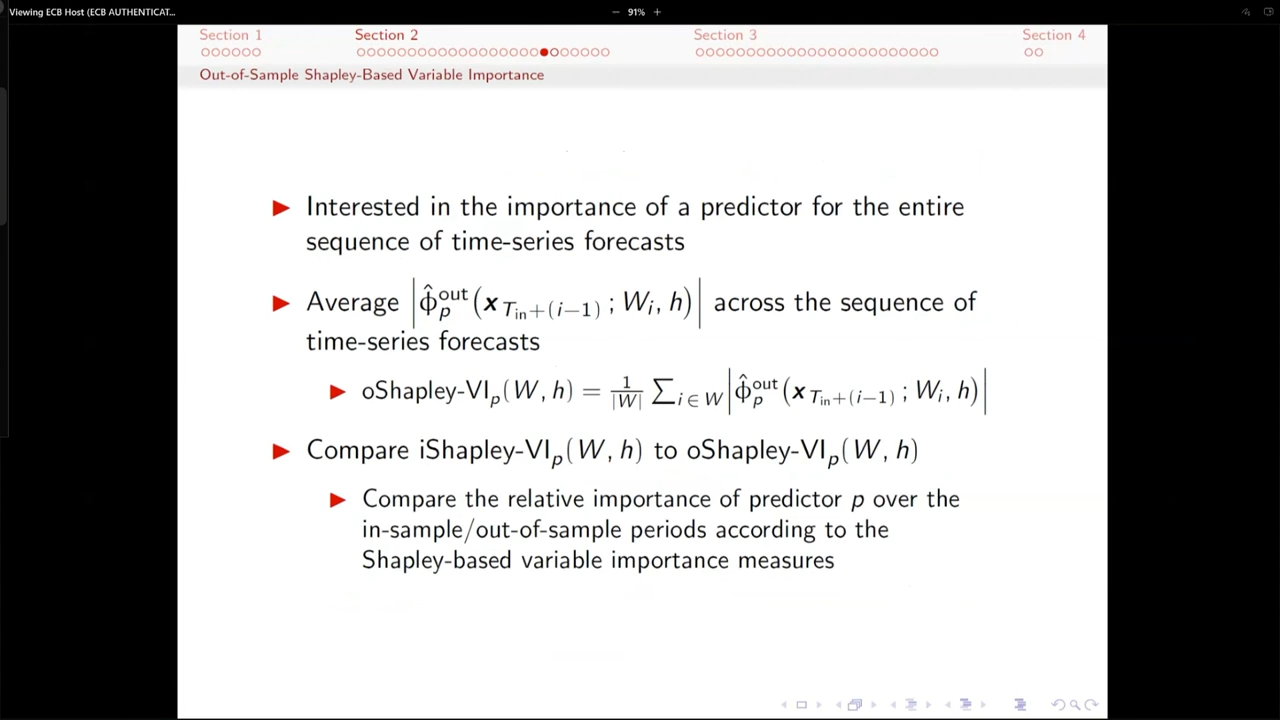 Viewing ECB Host (ECB AUTHENTICAT...
− 91% +
Section 1 Section 2 Section 3 Section 4
Out-of-Sample Shapley-Based Variable Importance
Interested in the importance of a predictor for the entire
sequence of time-series forecasts
Average |ϕ̂ₚᵒᵘᵗ(x_{T_in+(i−1)} ; W_i, h)| across the sequence of
time-series forecasts
oShapley-VI_p(W, h) = 1/|W| ∑_{i∈W} |ϕ̂ₚᵒᵘᵗ(x_{T_in+(i−1)} ; W_i, h)|
Compare iShapley-VI_p(W, h) to oShapley-VI_p(W, h)
Compare the relative importance of predictor p over the
in-sample/out-of-sample periods according to the
Shapley-based variable importance measures